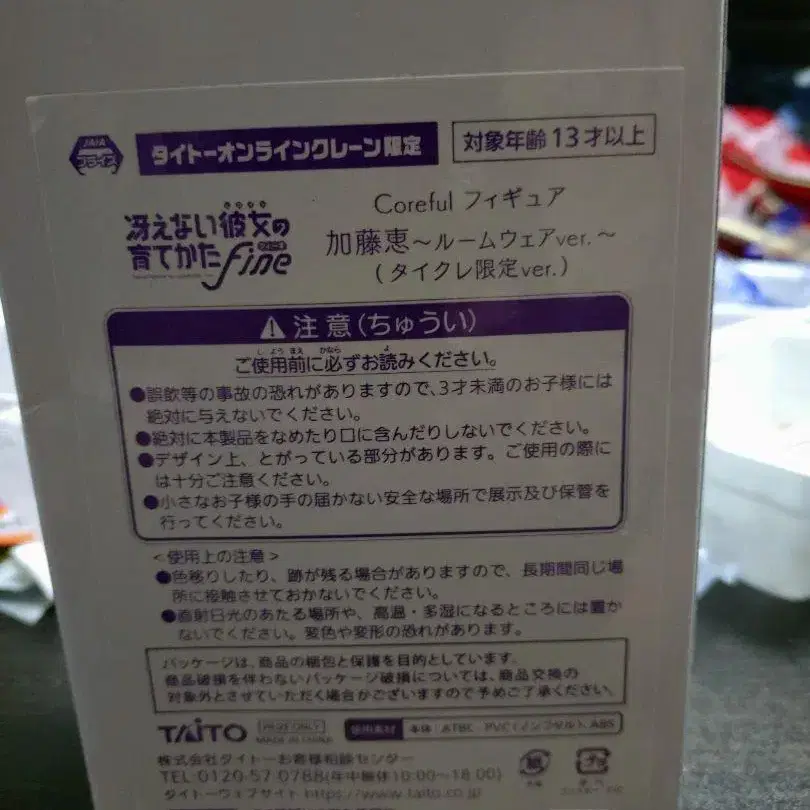 JAIA
プライズ
タイトーオンラインクレーン限定
対象年齢13才以上
冴えない彼女の
育てかた
fine
Coreful フィギュア
加藤恵～ルームウェアver.～
(タイクレ限定ver.)
⚠注意(ちゅうい)
ご使用前に必ずお読みください。
●誤飲等の事故の恐れがありますので、3才未満のお子様には
絶対に与えないでください。
●絶対に本製品をなめたり口に含んだりしないでください。
●デザイン上、とがっている部分があります。ご使用の際に
は十分ご注意ください。
●小さなお子様の手の届かない安全な場所で展示及び保管を
行ってください。
<使用上の注意>
●色移りしたり、跡が残る場合がありますので、長期間同じ場
所に接触させておかないでください。
●直射日光のあたる場所や、高温・多湿になるところには置か
ないでください。変色や変形の恐れがあります。
パッケージは、商品の梱包と保護を目的としています。
商品破損を伴わないパッケージ破損については、商品交換の
対象外とさせていただく場合がございますので予めご了承ください。
TAITO
PRIZE ONLY
MADE IN CHINA
使用素材
本体：ATBC-PVC(ノンフタル酸),ABS
株式会社タイトーお客様相談センター
TEL:0120-57-0788(年中無休10:00～18:00)
タイトーウェブサイト https://www.taito.co.jp
紙
プラ